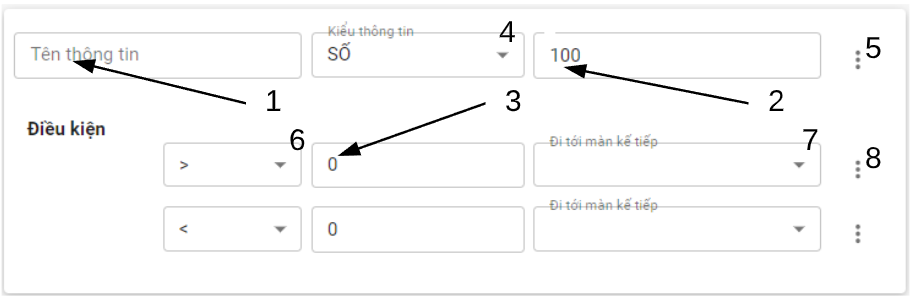 Kiểu thông tin 4
Tên thông tin SỐ 100 5
1 3 2
Điều kiện
6 Đi tới màn kế tiếp 7
> 0 8
Đi tới màn kế tiếp
< 0